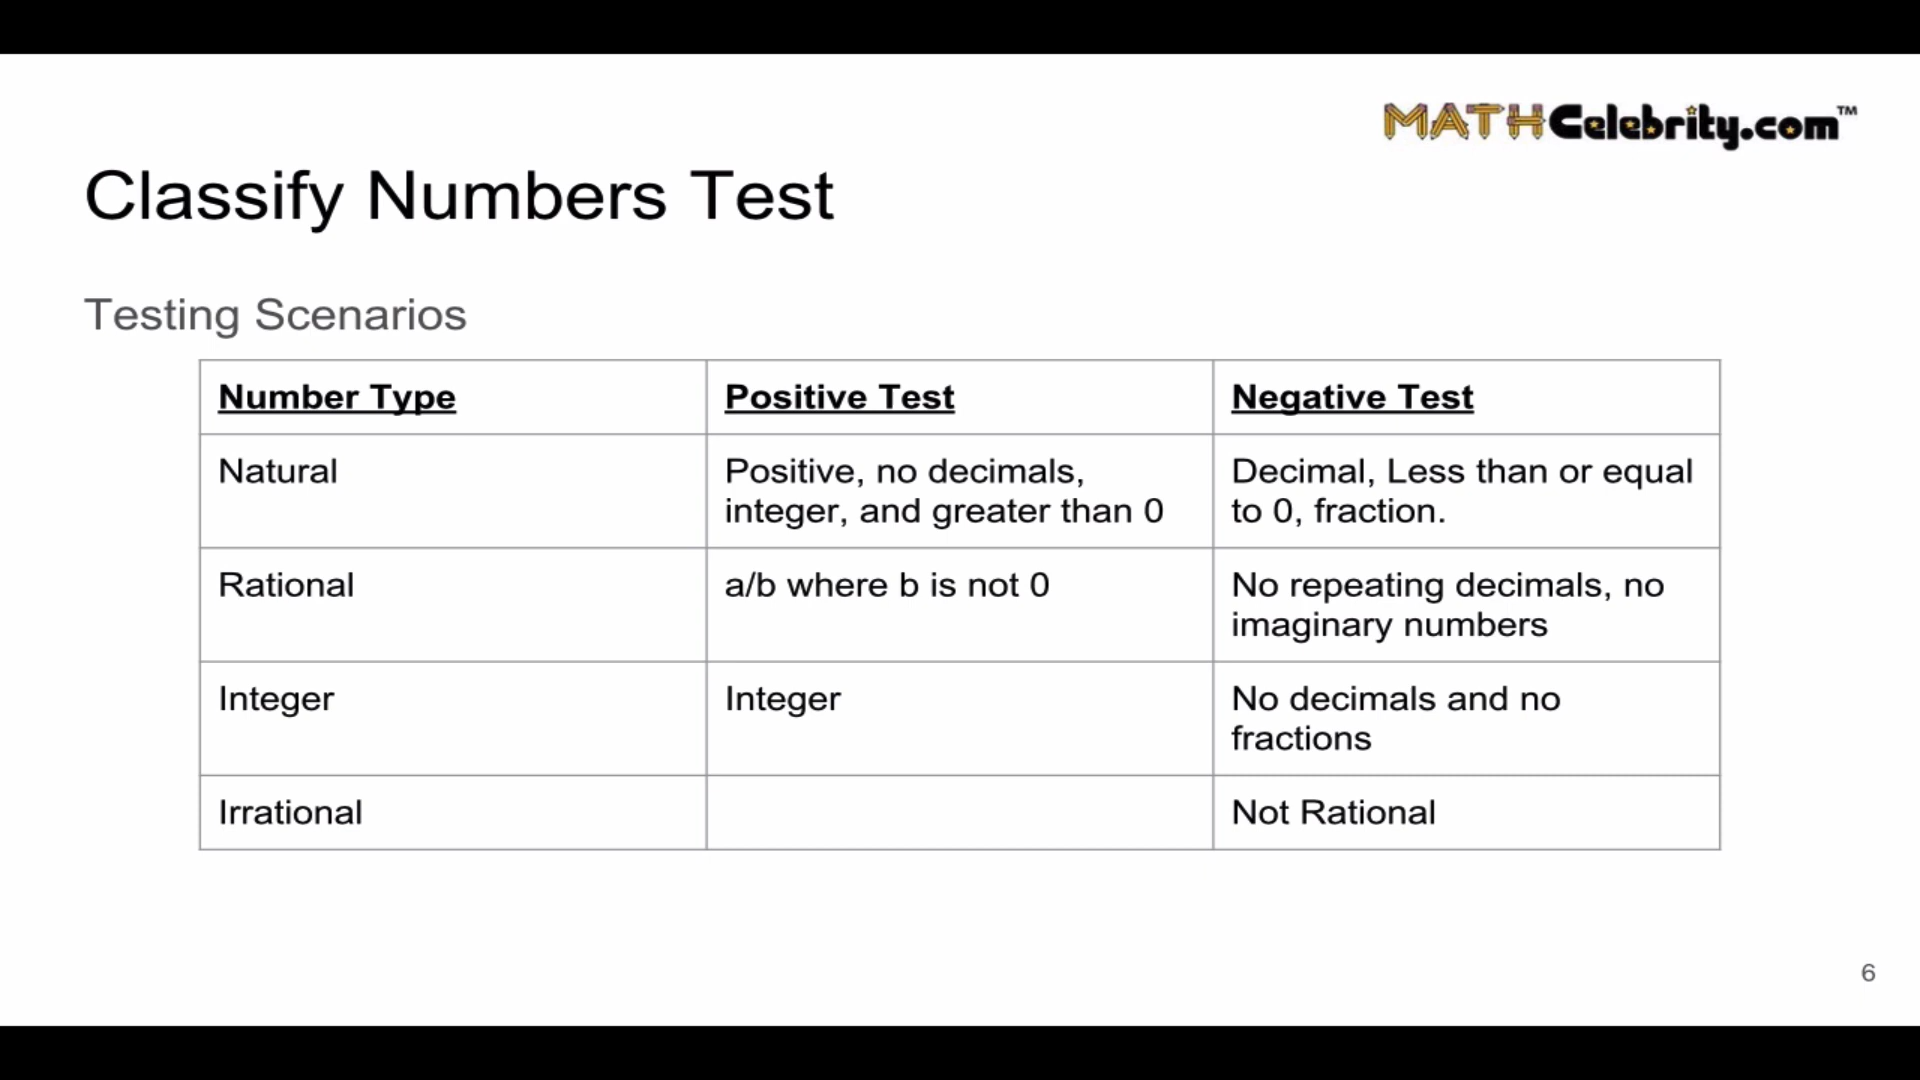 MATHCelebrity.com™
Classify Numbers Test
Testing Scenarios
Number Type
Positive Test
Negative Test
Natural
Positive, no decimals,
integer, and greater than 0
Decimal, Less than or equal
to 0, fraction.
Rational
a/b where b is not 0
No repeating decimals, no
imaginary numbers
Integer
Integer
No decimals and no
fractions
Irrational
Not Rational
6